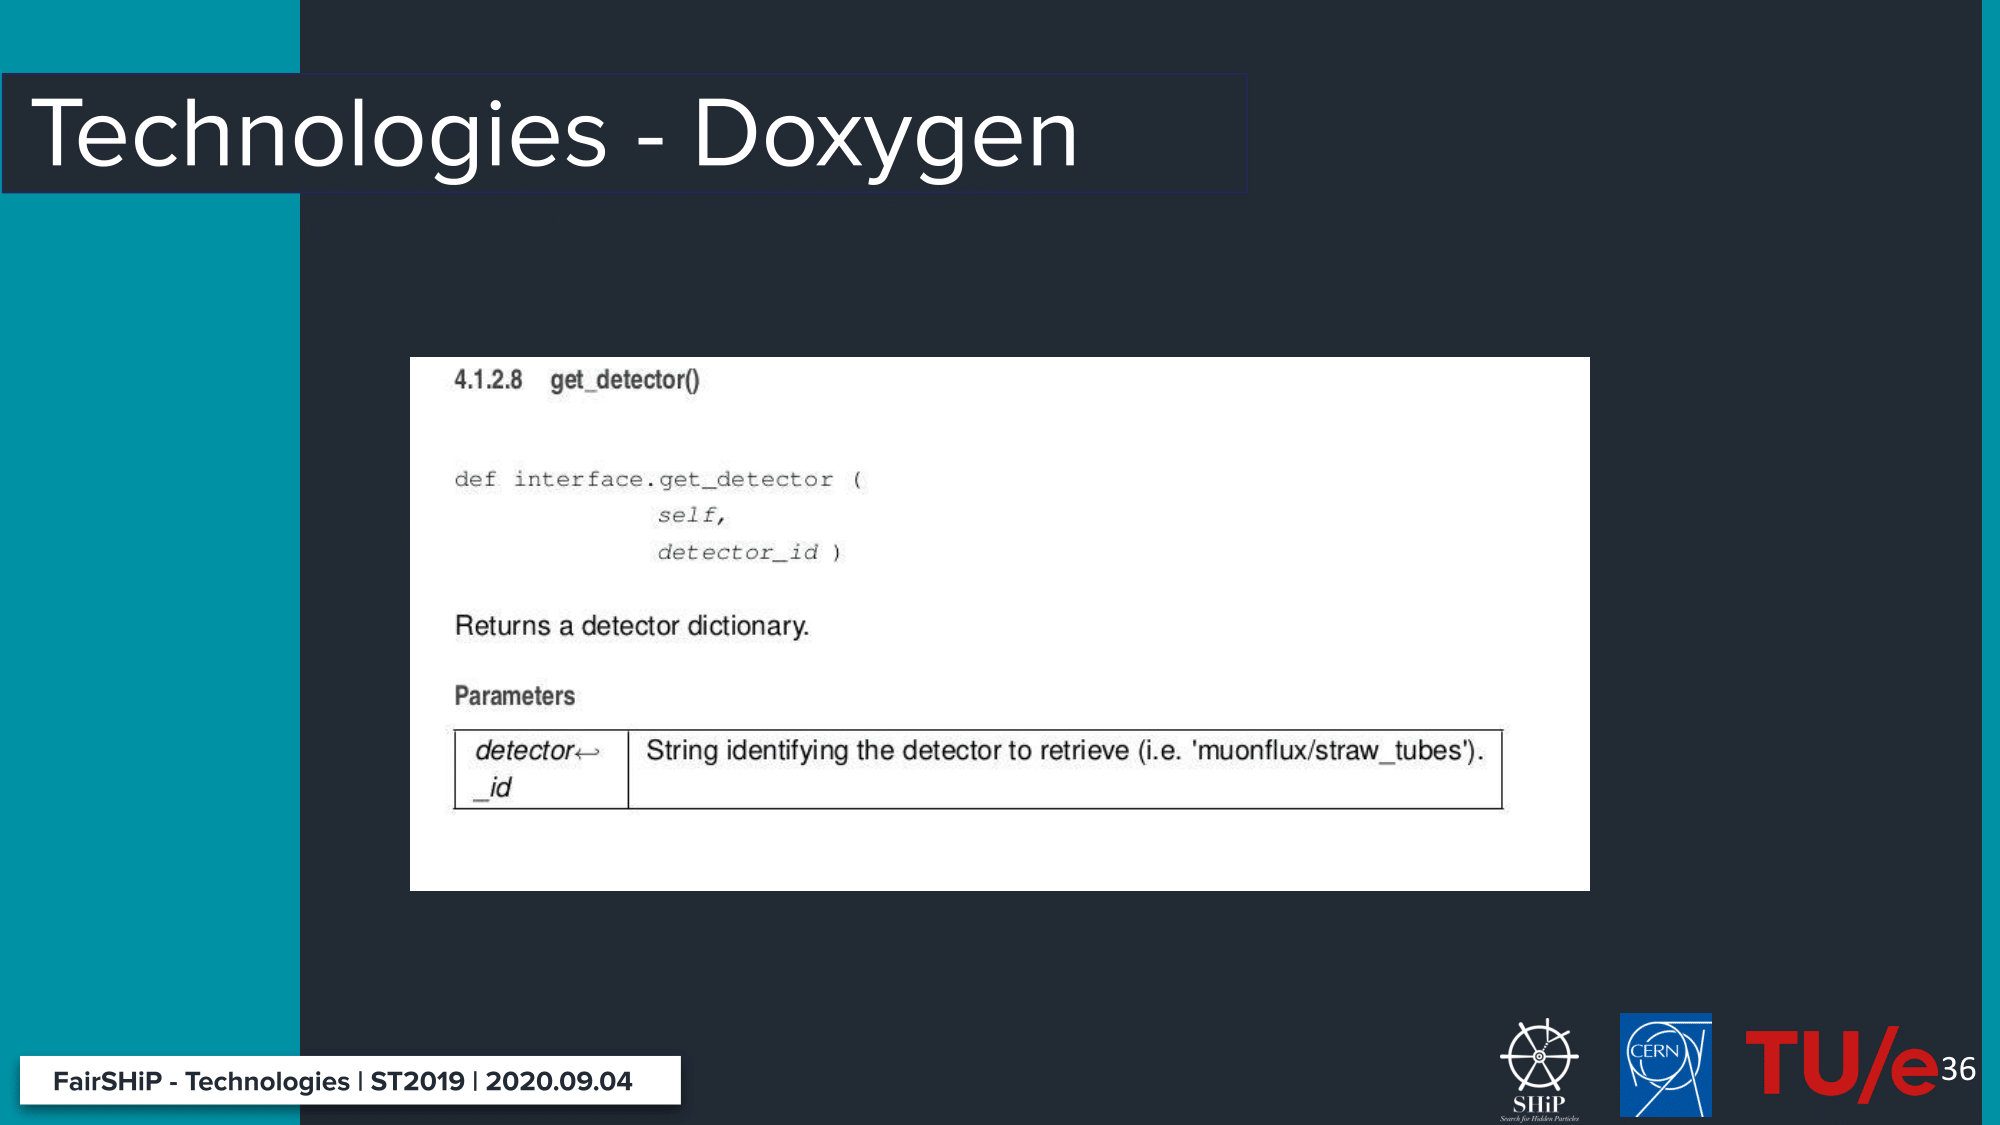 Technologies - Doxygen
4.1.2.8 get_detector()
def interface.get_detector (
self,
detector_id )
Returns a detector dictionary.
Parameters
detector↩ String identifying the detector to retrieve (i.e. 'muonflux/straw_tubes').
_id
FairSHiP - Technologies | ST2019 | 2020.09.04
SHiP
Search for Hidden Particles
CERN
TU/e
36